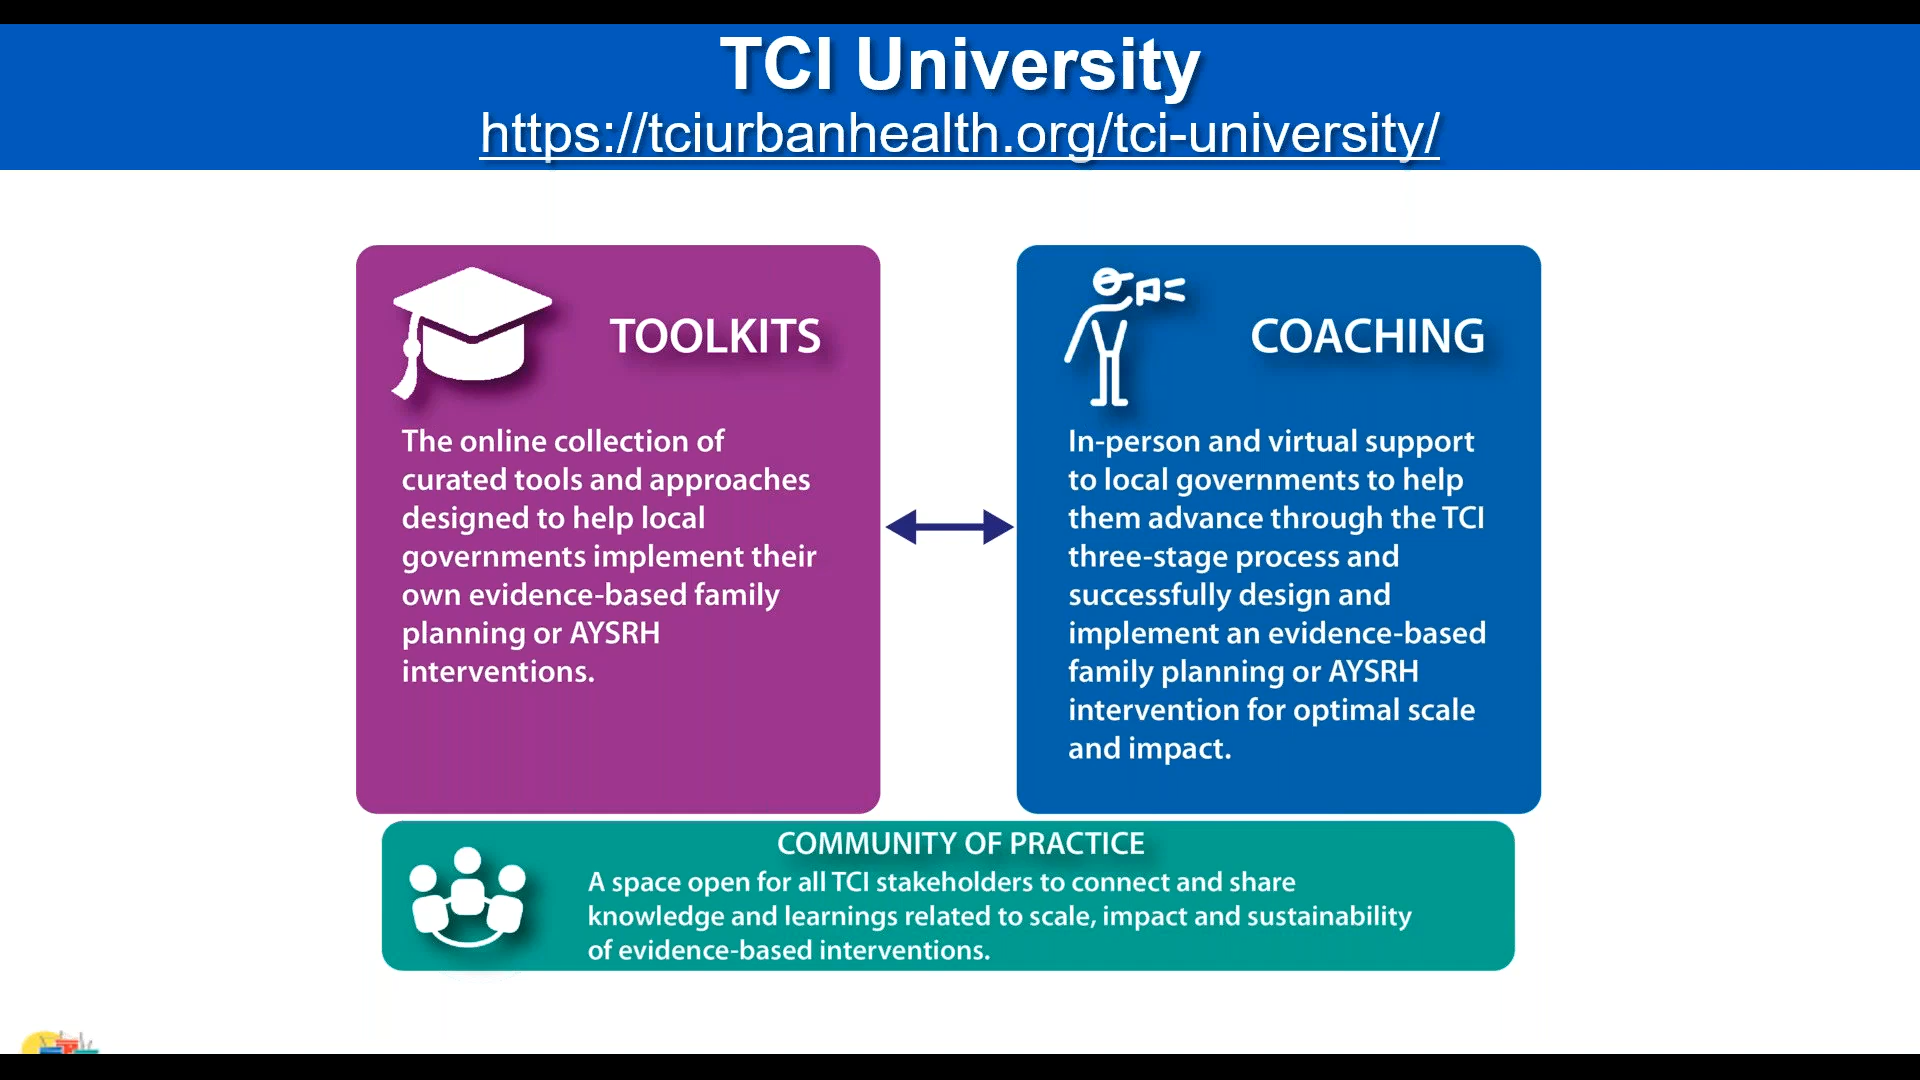 TCI University
https://tciurbanhealth.org/tci-university/
TOOLKITS
The online collection of
curated tools and approaches
designed to help local
governments implement their
own evidence-based family
planning or AYSRH
interventions.
COACHING
In-person and virtual support
to local governments to help
them advance through the TCI
three-stage process and
successfully design and
implement an evidence-based
family planning or AYSRH
intervention for optimal scale
and impact.
COMMUNITY OF PRACTICE
A space open for all TCI stakeholders to connect and share
knowledge and learnings related to scale, impact and sustainability
of evidence-based interventions.